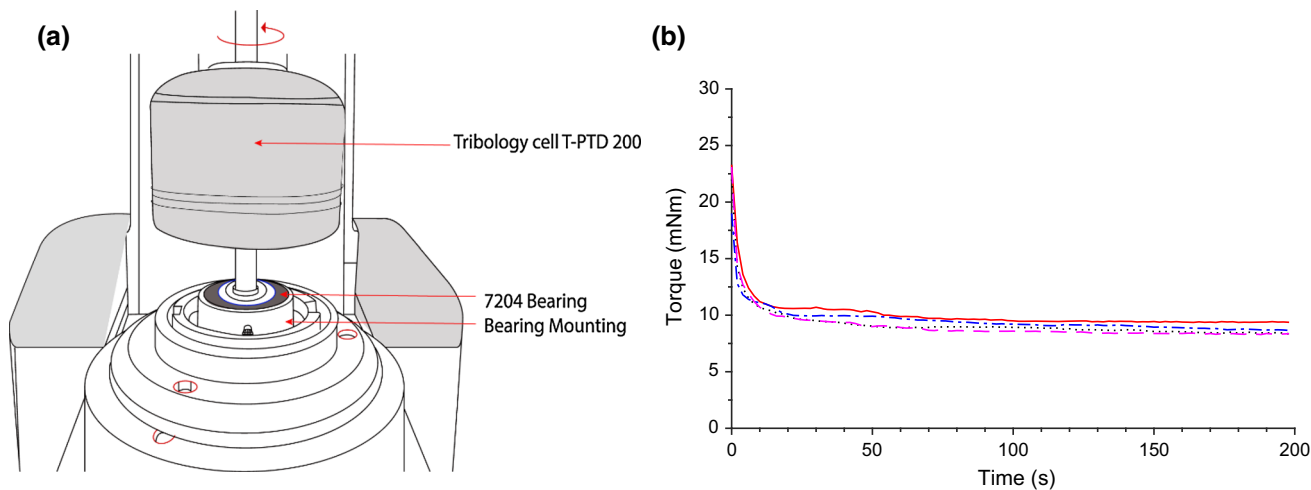 (a)
Tribology cell T-PTD 200
7204 Bearing
Bearing Mounting
(b)
30
25
20
15
10
5
0
Torque (mNm)
0 50 100 150 200
Time (s)